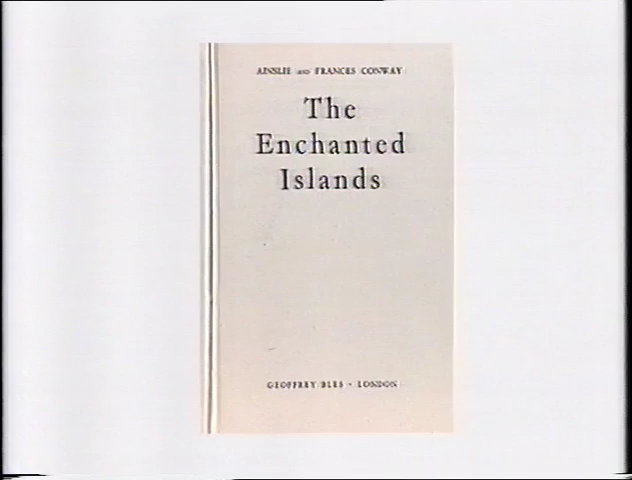 AINSLIE AND FRANCES CONWAY
The
Enchanted
Islands
GEOFFREY BLES - LONDON